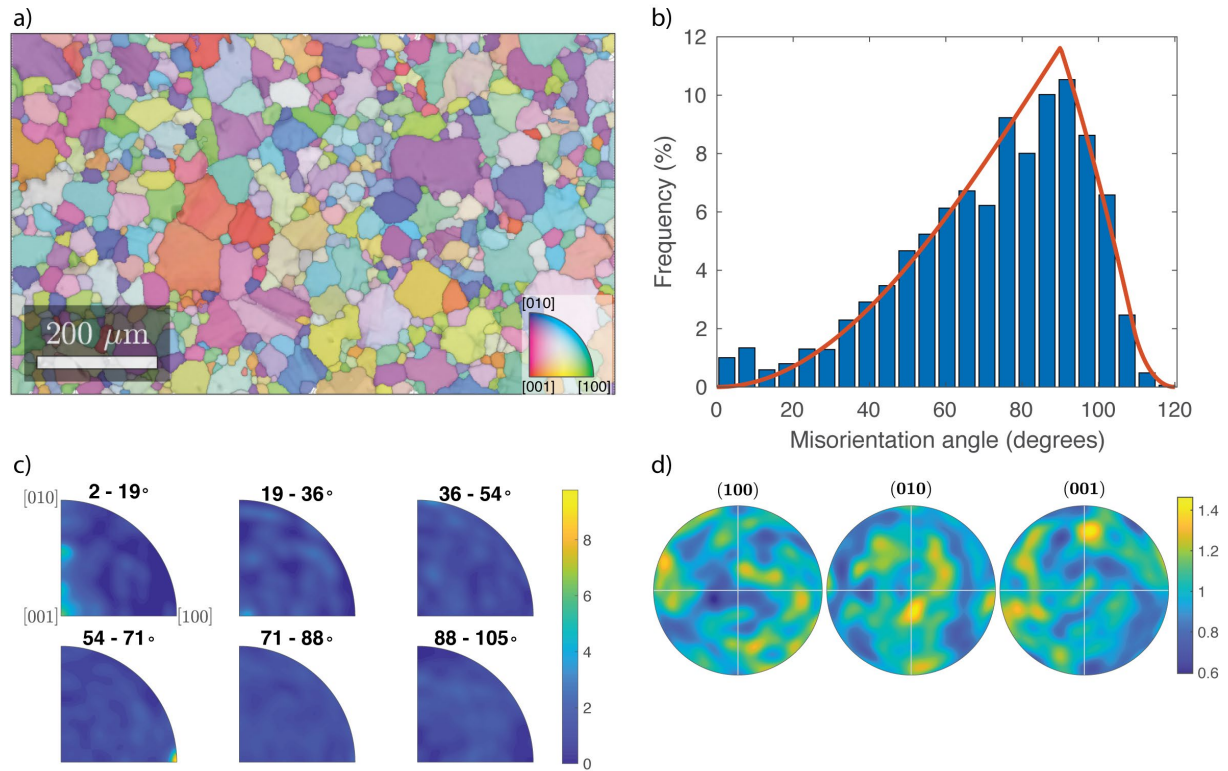 a)
[010]
[001]
[100]
200 μm
b)
Frequency (%)
12
10
8
6
4
2
0
0 20 40 60 80 100 120
Misorientation angle (degrees)
c)
2 - 19°
19 - 36°
36 - 54°
[010]
[001]
[100]
54 - 71°
71 - 88°
88 - 105°
8
6
4
2
0
d)
(100)
(010)
(001)
1.4
1.2
1
0.8
0.6